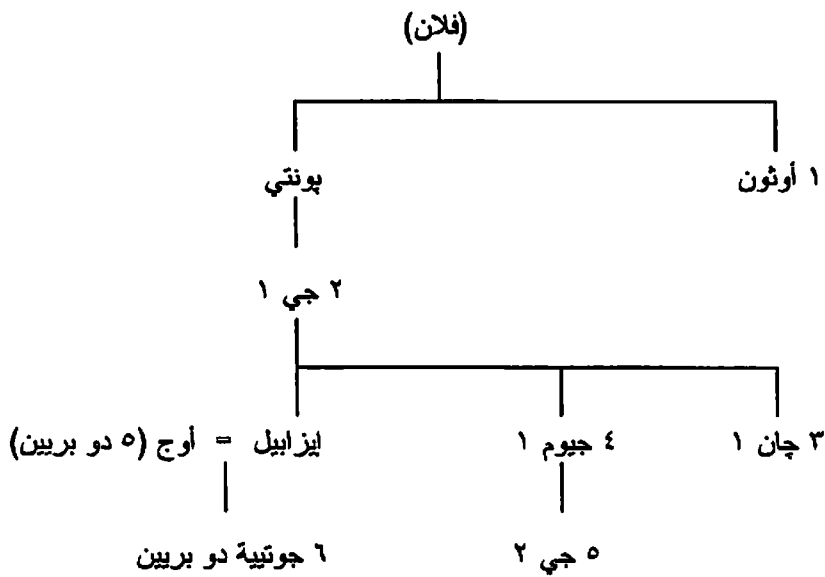 (فلان)
١ أوثون
پونتي
٢ جي ١
٣ چان ١
٤ جيوم ١
إيزابيل = أوج (٥ دو بريين)
٥ جي ٢
٦ جوتيية دو بريين